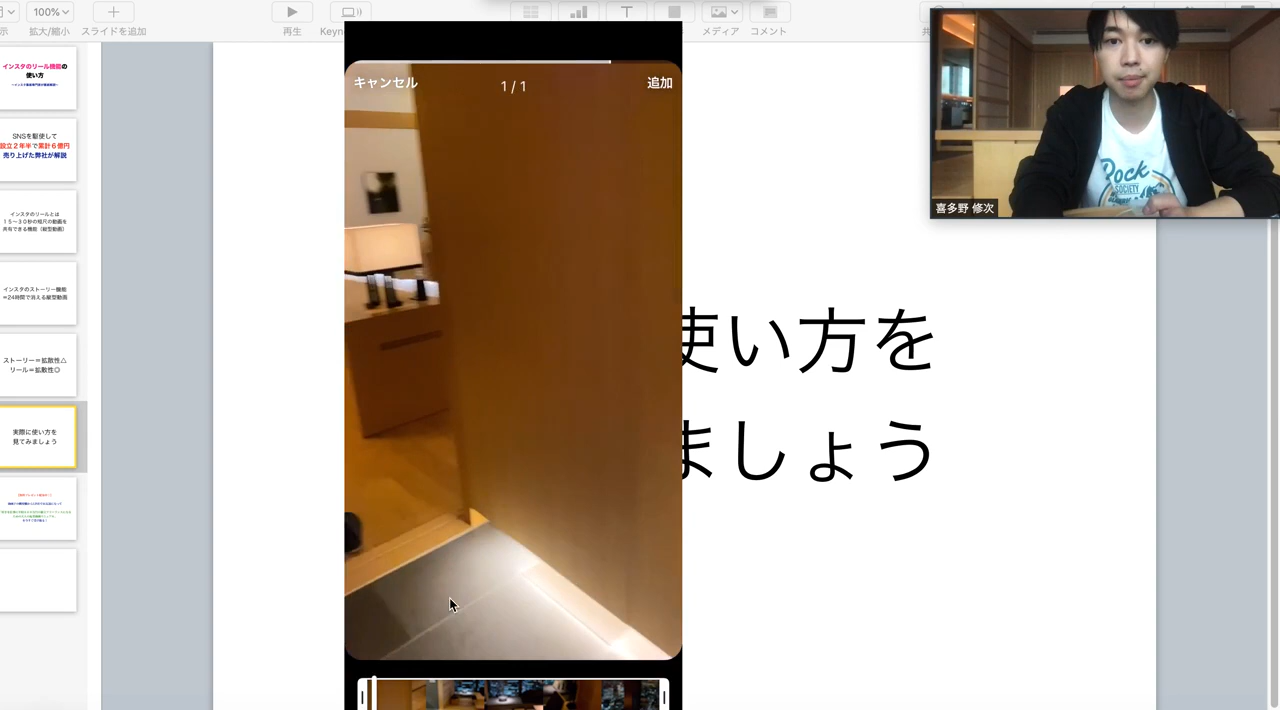 100%
拡大/縮小
スライドを追加
再生
メディア
コメント
インスタのリール機能の
使い方
SNSを駆使して
設立2年半で累計6億円
売り上げた弊社が解説
インスタのリールとは
15〜30秒の短尺の動画を
共有できる機能（縦型動画）
インスタのストーリー機能
=24時間で消える縦型動画
ストーリー=拡散性△
リール=拡散性◎
実際に使い方を
見てみましょう
キャンセル
1 / 1
追加
使い方を
ましょう
Rock
SOCIETY
喜多野 修次